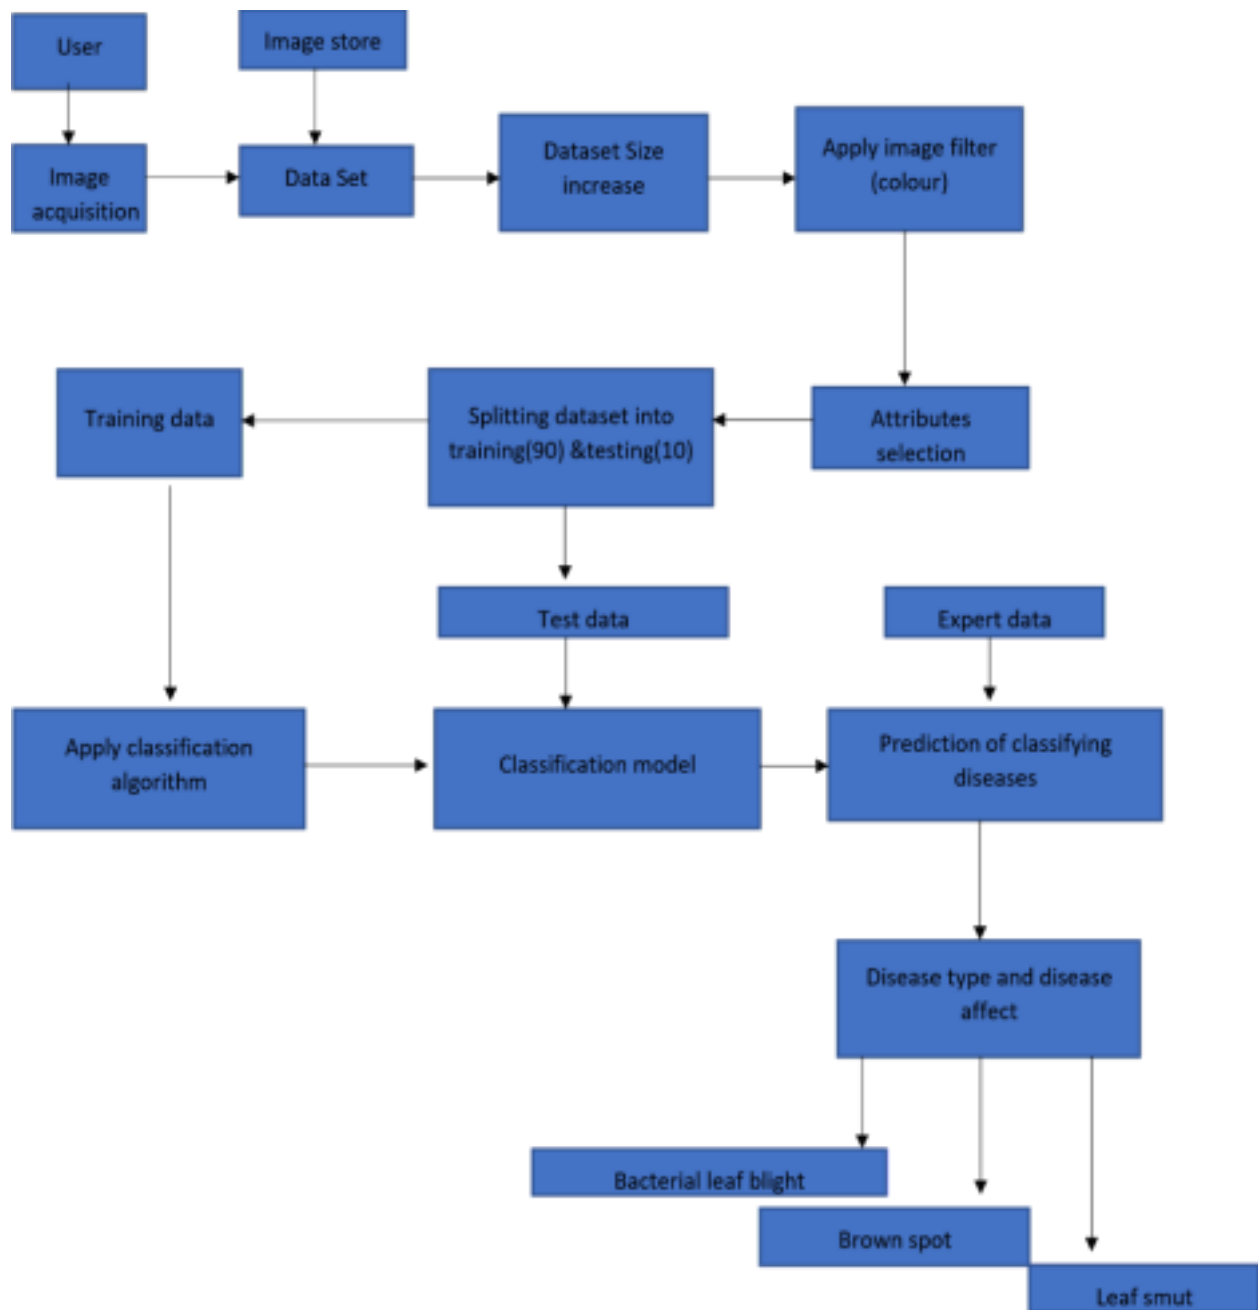 User
Image store
Image
acquisition
Data Set
Dataset Size
increase
Apply image filter
(colour)
Training data
Splitting dataset into
training(90) &testing(10)
Attributes
selection
Test data
Expert data
Apply classification
algorithm
Classification model
Prediction of classifying
diseases
Disease type and disease
affect
Bacterial leaf blight
Brown spot
Leaf smut